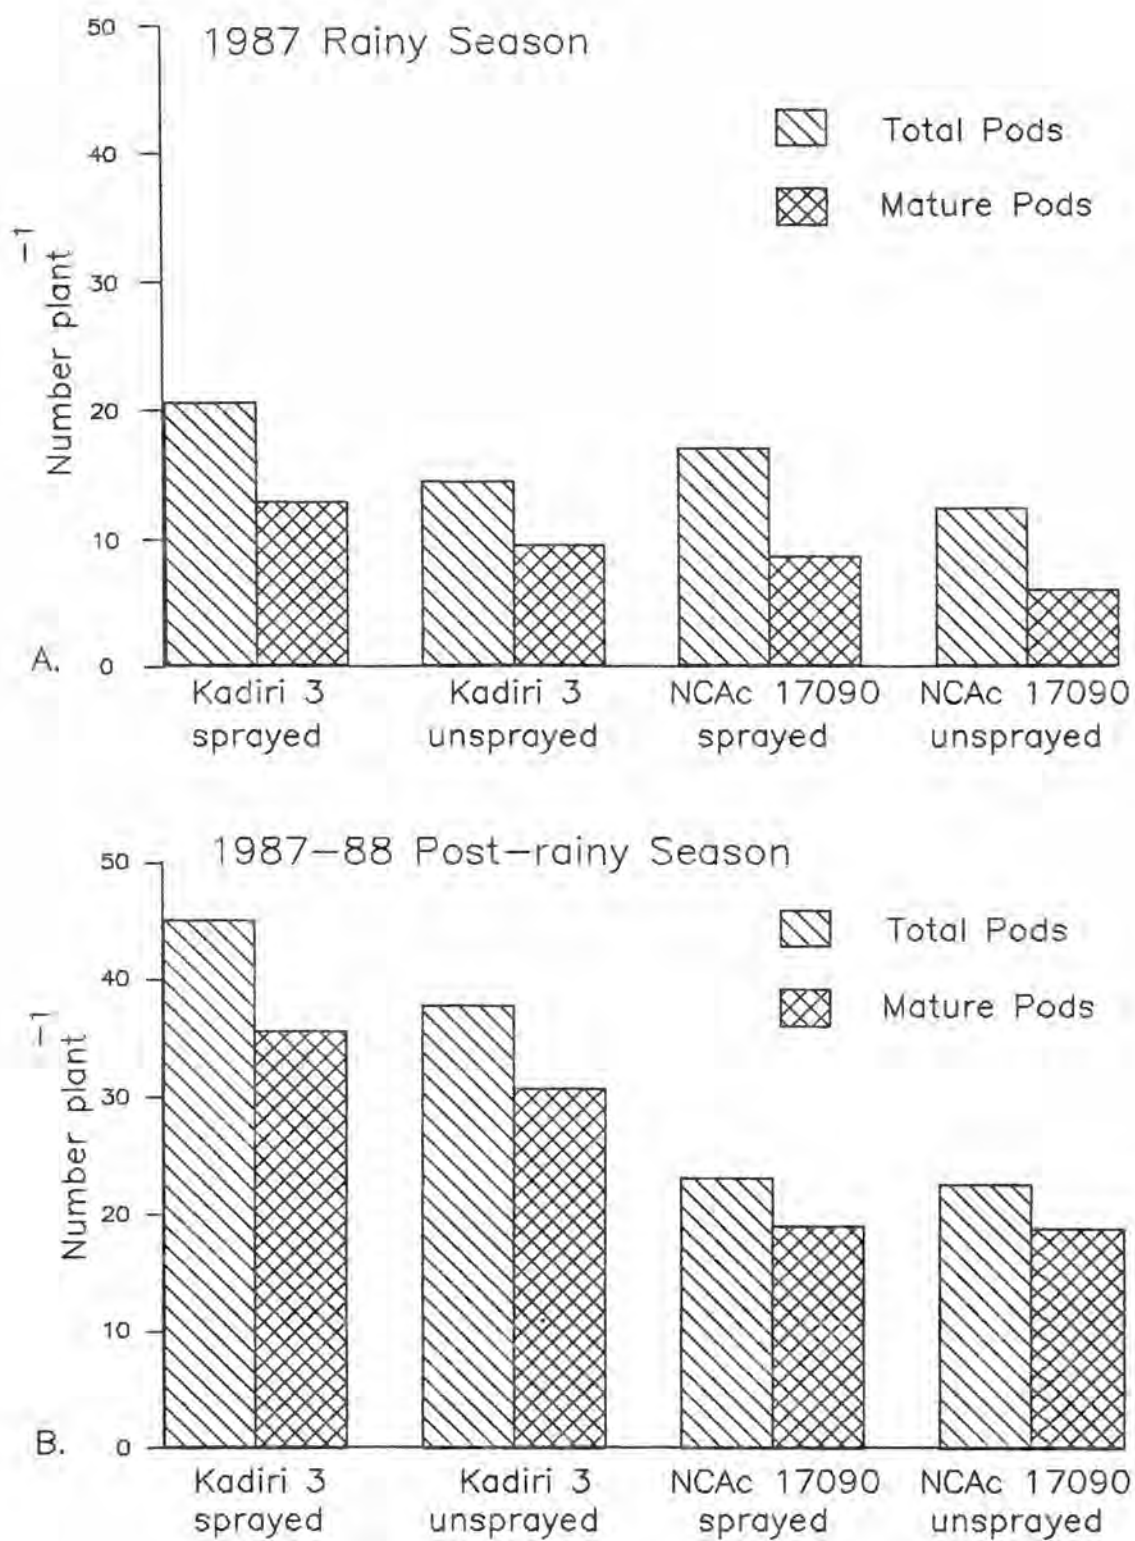 1987 Rainy Season
50
40
30
20
10
0
Number plant⁻¹
Total Pods
Mature Pods
A.
Kadiri 3 sprayed
Kadiri 3 unsprayed
NCAc 17090 sprayed
NCAc 17090 unsprayed
1987-88 Post-rainy Season
50
40
30
20
10
0
Number plant⁻¹
Total Pods
Mature Pods
B.
Kadiri 3 sprayed
Kadiri 3 unsprayed
NCAc 17090 sprayed
NCAc 17090 unsprayed